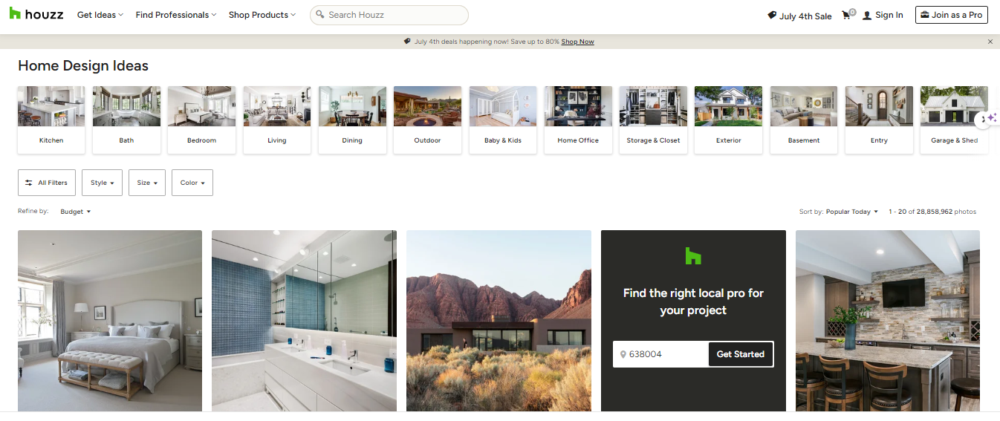 houzz
Get Ideas
Find Professionals
Shop Products
Search Houzz
July 4th Sale
0
Sign In
Join as a Pro
July 4th deals happening now! Save up to 80% Shop Now
Home Design Ideas
Kitchen
Bath
Bedroom
Living
Dining
Outdoor
Baby & Kids
Home Office
Storage & Closet
Exterior
Basement
Entry
Garage & Shed
All Filters
Style
Size
Color
Refine by:
Budget
Sort by: Popular Today
1 - 20 of 28,858,962 photos
Find the right local pro for
your project
638004
Get Started